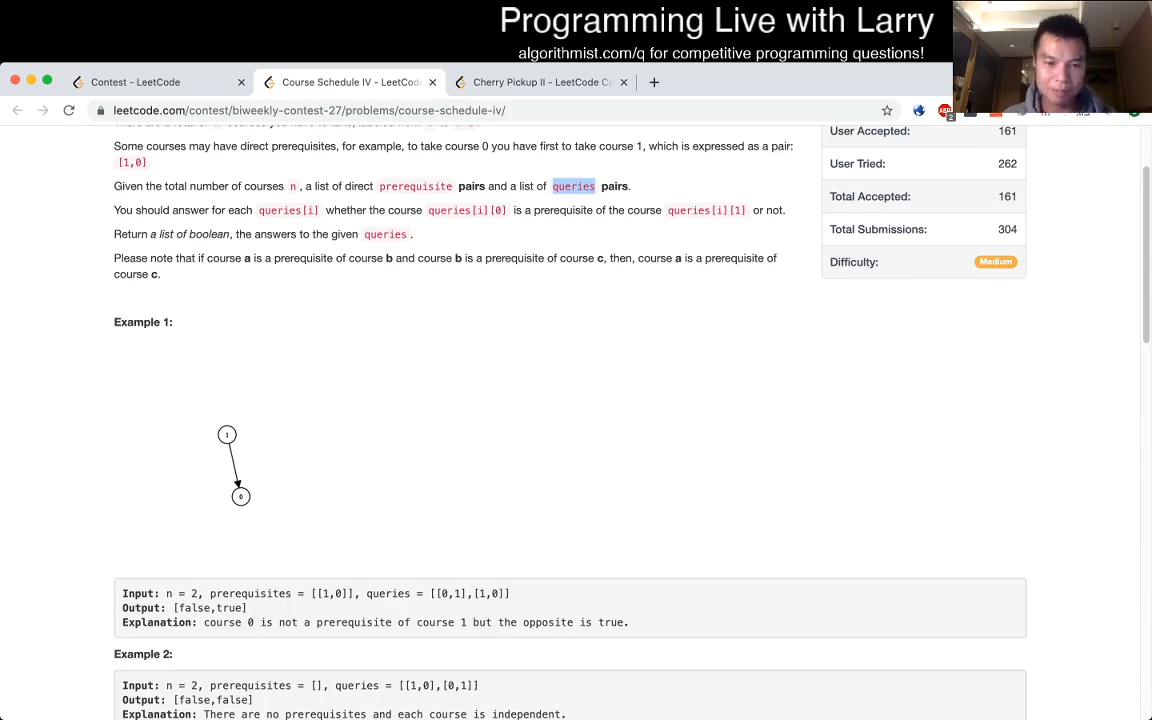 Programming Live with Larry
algorithmist.com/q for competitive programming questions!
Contest - LeetCode
Course Schedule IV - LeetCod
Cherry Pickup II - LeetCode Co
leetcode.com/contest/biweekly-contest-27/problems/course-schedule-iv/
2
Some courses may have direct prerequisites, for example, to take course 0 you have first to take course 1, which is expressed as a pair:
[1,0]
Given the total number of courses n , a list of direct prerequisite pairs and a list of queries pairs.
You should answer for each queries[i] whether the course queries[i][0] is a prerequisite of the course queries[i][1] or not.
Return a list of boolean, the answers to the given queries .
Please note that if course a is a prerequisite of course b and course b is a prerequisite of course c, then, course a is a prerequisite of
course c.
User Accepted: 161
User Tried: 262
Total Accepted: 161
Total Submissions: 304
Difficulty: Medium
Example 1:
1
0
Input: n = 2, prerequisites = [[1,0]], queries = [[0,1],[1,0]]
Output: [false,true]
Explanation: course 0 is not a prerequisite of course 1 but the opposite is true.
Example 2:
Input: n = 2, prerequisites = [], queries = [[1,0],[0,1]]
Output: [false,false]
Explanation: There are no prerequisites and each course is independent.